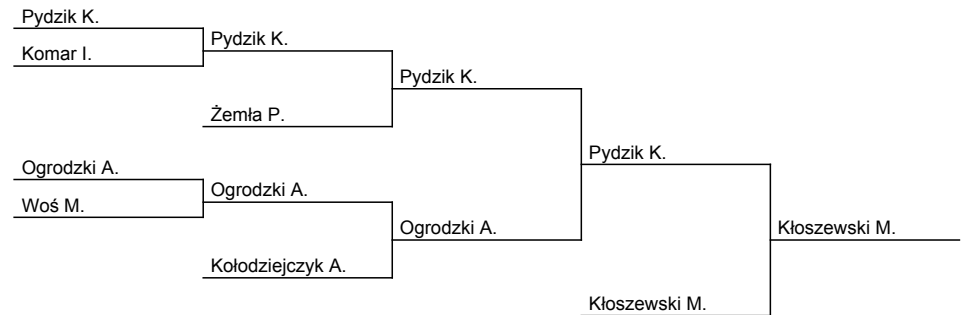 Pydzik K.
Komar I.
Pydzik K.
Pydzik K.
Żemła P.
Pydzik K.
Ogrodzki A.
Woś M.
Ogrodzki A.
Ogrodzki A.
Kłoszewski M.
Kołodziejczyk A.
Kłoszewski M.